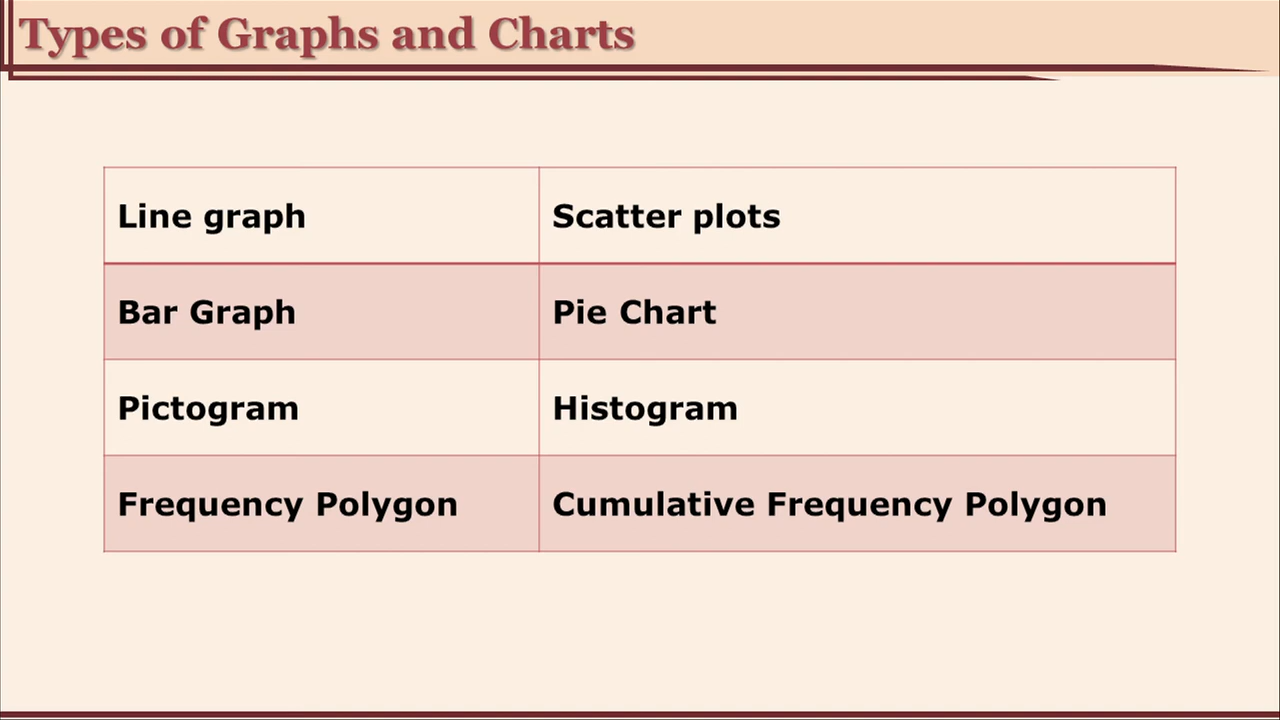 Types of Graphs and Charts
Line graph
Scatter plots
Bar Graph
Pie Chart
Pictogram
Histogram
Frequency Polygon
Cumulative Frequency Polygon